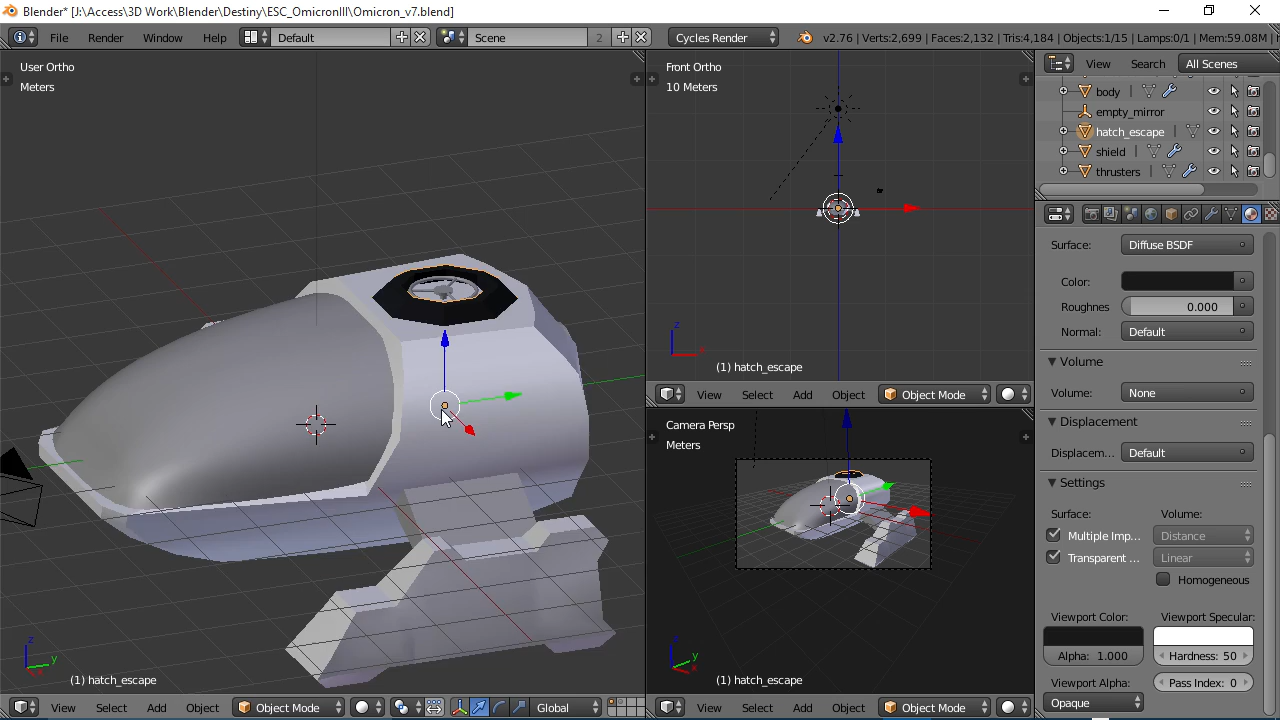 Blender* [J:\Access\3D Work\Blender\Destiny\ESC_OmicronIII\Omicron_v7.blend]
File Render Window Help Default Scene 2 Cycles Render v2.76 | Verts:2,699 | Faces:2,132 | Tris:4,184 | Objects:1/15 | Lamps:0/1 | Mem:59.08M |
View Search All Scenes
User Ortho
Meters
Front Ortho
10 Meters
body
empty_mirror
hatch_escape
shield
thrusters
Surface: Diffuse BSDF
Color:
Roughnes 0.000
Normal: Default
Volume
Volume: None
Displacement
Displacem... Default
Settings
Surface: Volume:
Multiple Imp... Distance
Transparent ... Linear
Homogeneous
Viewport Color: Viewport Specular:
Alpha: 1.000 Hardness: 50
Viewport Alpha: Pass Index: 0
Opaque
z
(1) hatch_escape
View Select Add Object Object Mode
Camera Persp
Meters
z
y
x
(1) hatch_escape
z
y
x
(1) hatch_escape
View Select Add Object Object Mode Global
View Select Add Object Object Mode